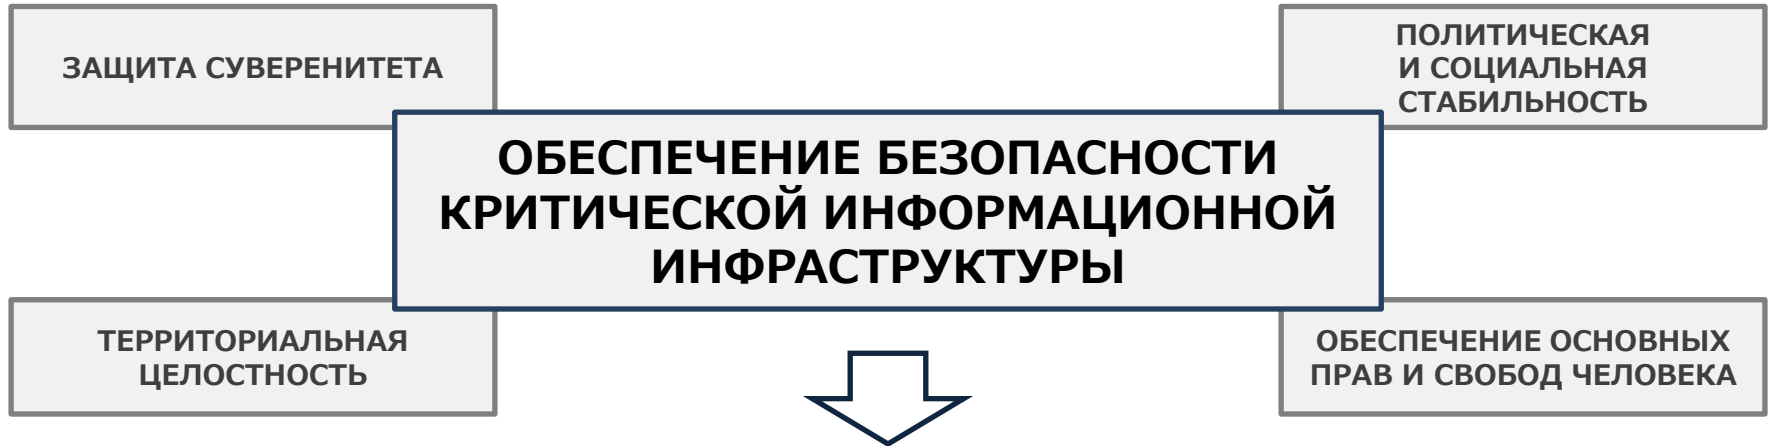 ЗАЩИТА СУВЕРЕНИТЕТА
ПОЛИТИЧЕСКАЯ
И СОЦИАЛЬНАЯ
СТАБИЛЬНОСТЬ
ОБЕСПЕЧЕНИЕ БЕЗОПАСНОСТИ
КРИТИЧЕСКОЙ ИНФОРМАЦИОННОЙ
ИНФРАСТРУКТУРЫ
ТЕРРИТОРИАЛЬНАЯ
ЦЕЛОСТНОСТЬ
ОБЕСПЕЧЕНИЕ ОСНОВНЫХ
ПРАВ И СВОБОД ЧЕЛОВЕКА